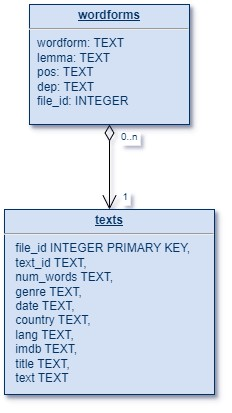 wordforms
wordform: TEXT
lemma: TEXT
pos: TEXT
dep: TEXT
file_id: INTEGER
0..n
1
texts
file_id INTEGER PRIMARY KEY,
text_id TEXT,
num_words TEXT,
genre TEXT,
date TEXT,
country TEXT,
lang TEXT,
imdb TEXT,
title TEXT,
text TEXT